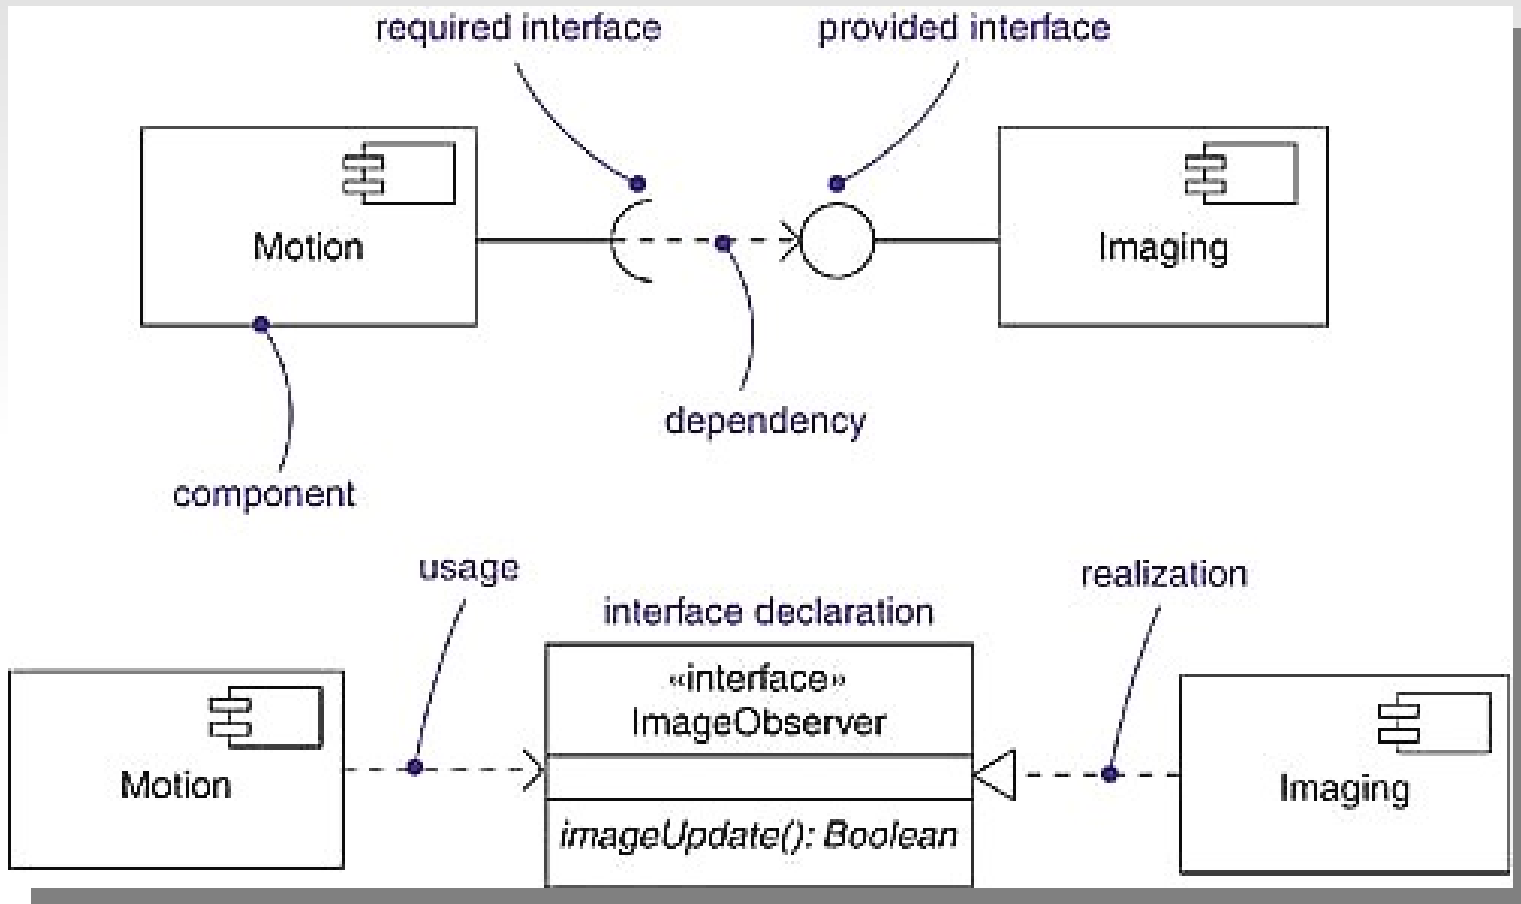 required interface
provided interface
Motion
Imaging
dependency
component
usage
realization
interface declaration
«interface»
ImageObserver
Motion
Imaging
imageUpdate(): Boolean